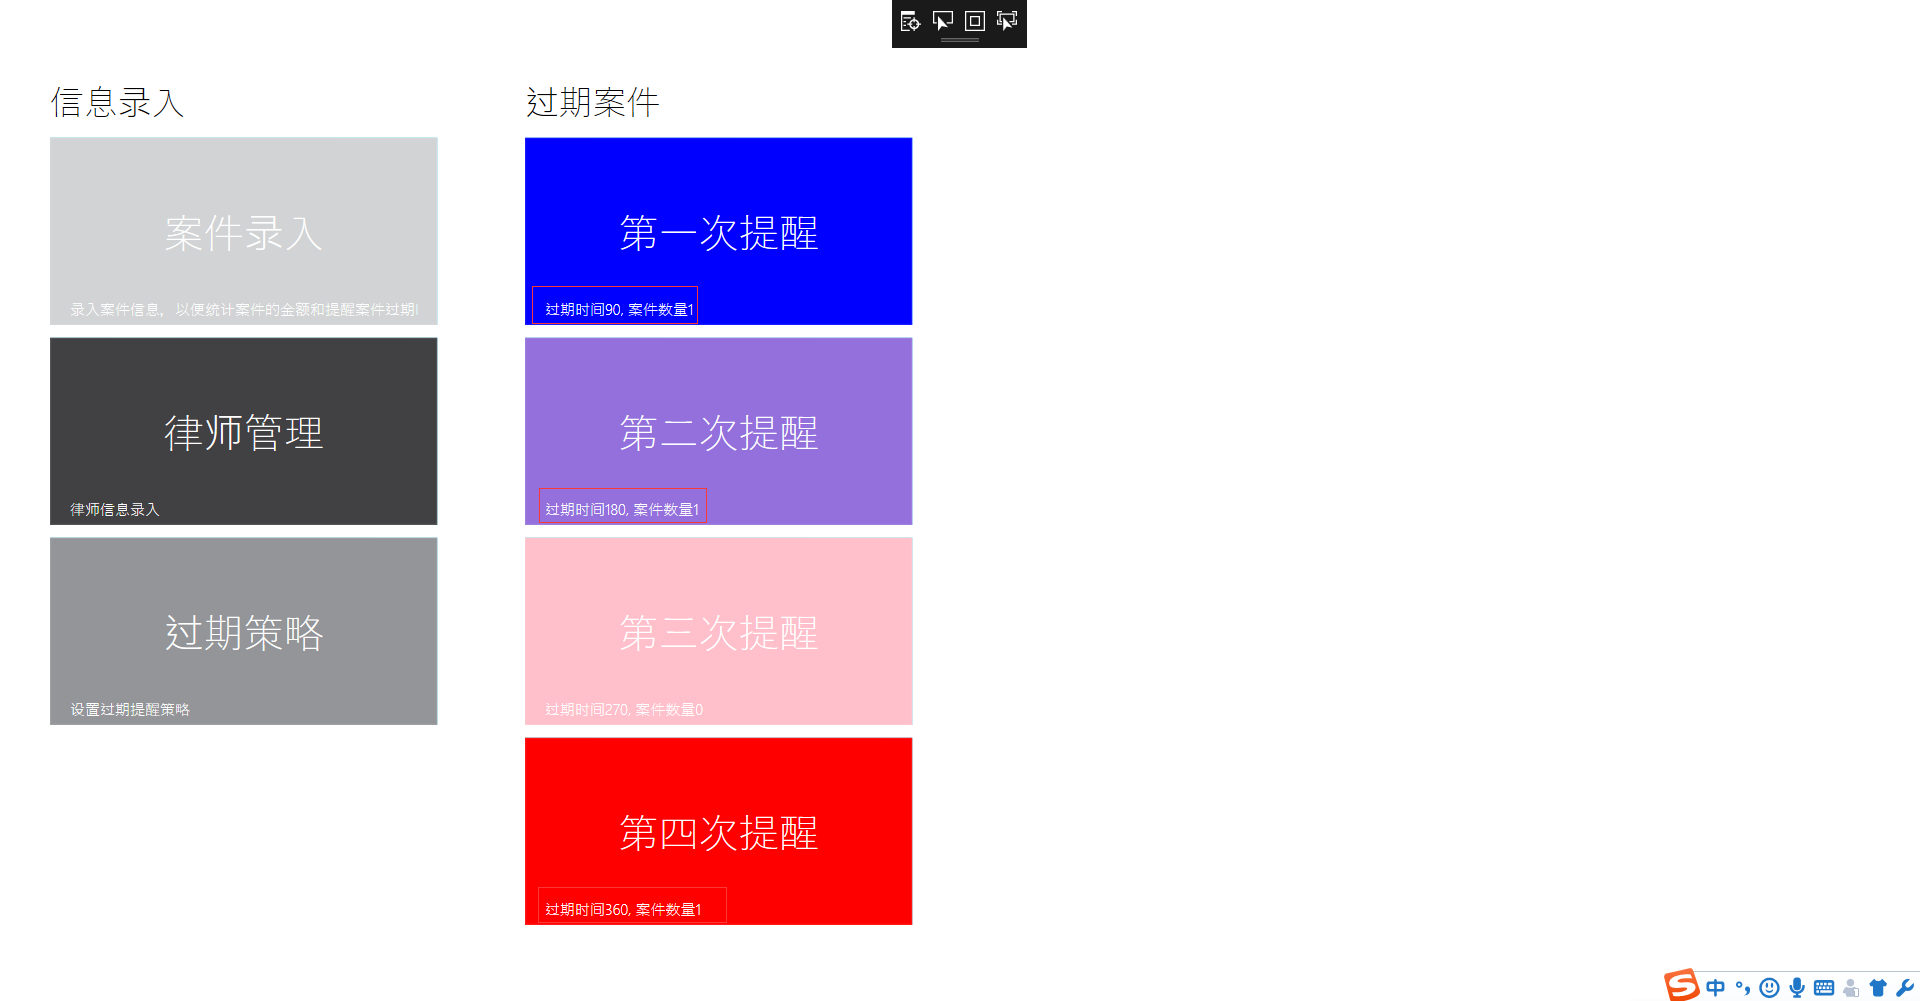 信息录入
案件录入
录入案件信息，以便统计案件的金额和提醒案件过期!
律师管理
律师信息录入
过期策略
设置过期提醒策略
过期案件
第一次提醒
过期时间90, 案件数量1
第二次提醒
过期时间180, 案件数量1
第三次提醒
过期时间270, 案件数量0
第四次提醒
过期时间360, 案件数量1
中